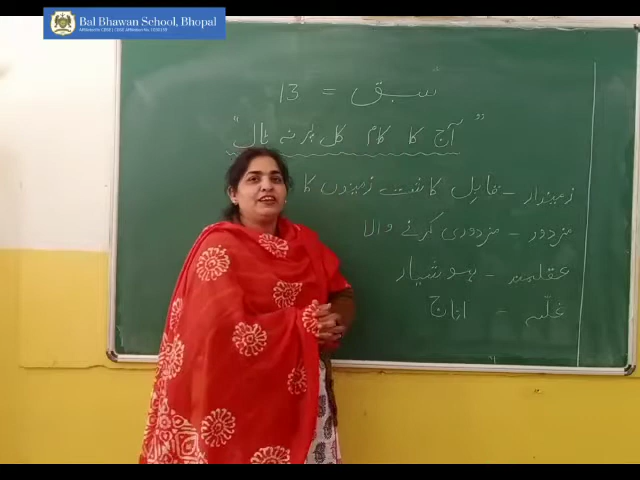 Bal Bhawan School, Bhopal
سبق = 13
"آج کا کام کل پر نہ ٹال"
زمیندار - قابل کاشت زمینوں کا
مزدور - مزدوری کرنے والا
عقلمند - ہوشیار
غلّہ - اناج